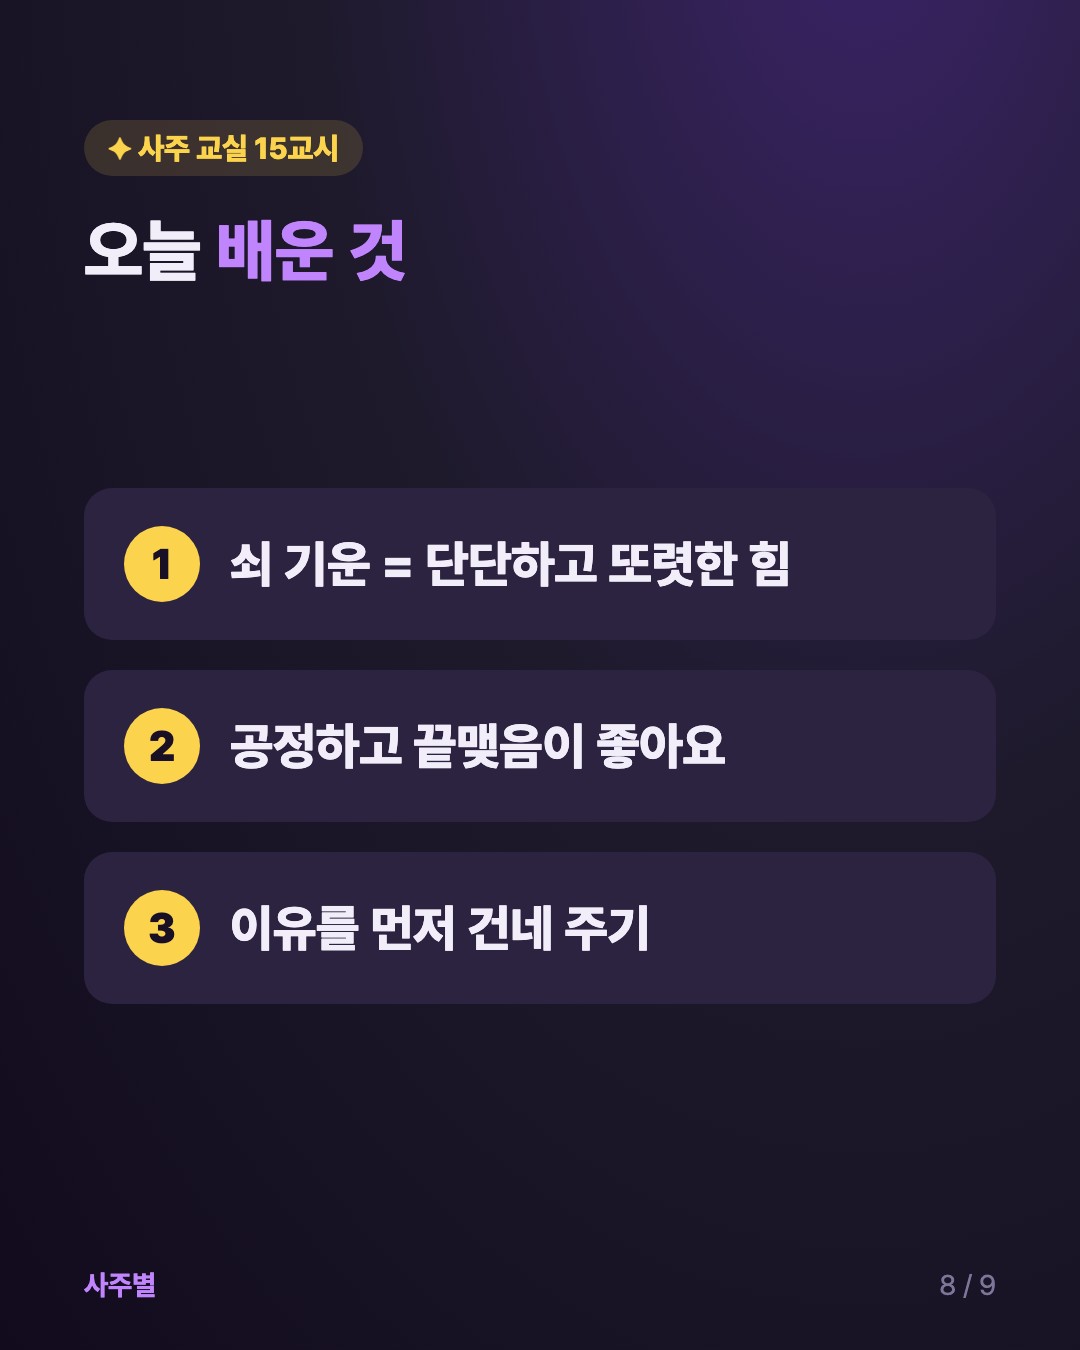 ✦ 사주 교실 15교시
오늘 배운 것
1 쇠 기운 = 단단하고 또렷한 힘
2 공정하고 끝맺음이 좋아요
3 이유를 먼저 건네 주기
사주별
8 / 9